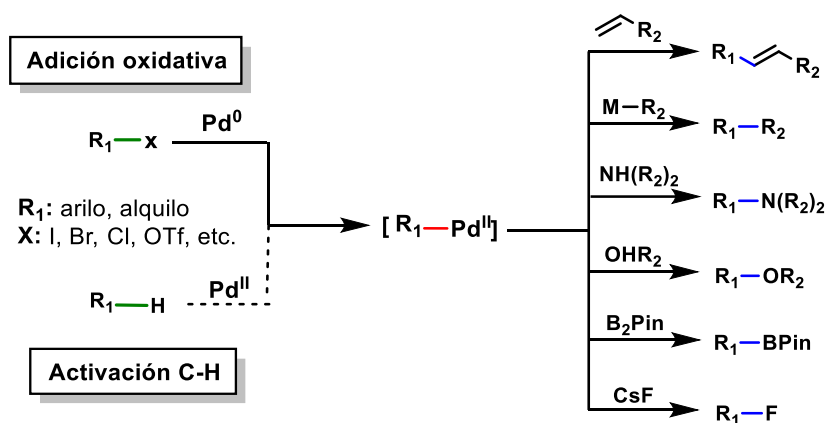 Adición oxidativa
R₁—X
Pd⁰
R₁: arilo, alquilo
X: I, Br, Cl, OTf, etc.
R₁—H
Pdᴵᴵ
Activación C-H
[ R₁—Pdᴵᴵ]
R₂
R₁ R₂
M—R₂
R₁—R₂
NH(R₂)₂
R₁—N(R₂)₂
OHR₂
R₁—OR₂
B₂Pin
R₁—BPin
CsF
R₁—F